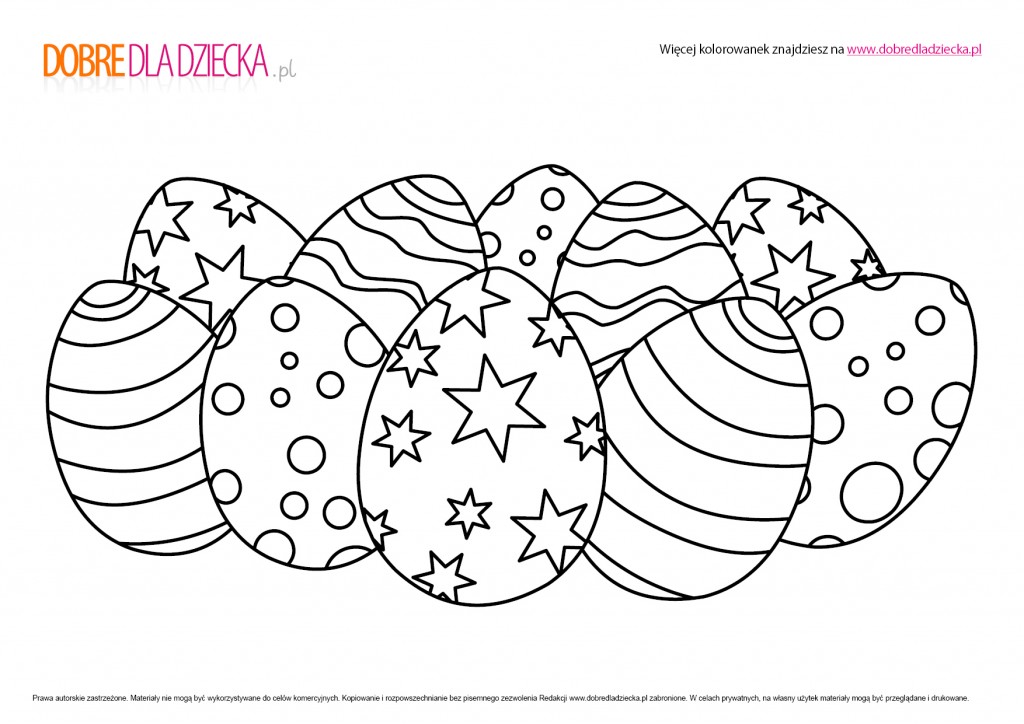 DOBRE DLA DZIECKA.pl
Więcej kolorowanek znajdziesz na www.dobredladziecka.pl
Prawa autorskie zastrzeżone. Materiały nie mogą być wykorzystywane do celów komercyjnych. Kopiowanie i rozpowszechnianie bez pisemnego zezwolenia Redakcji www.dobredladziecka.pl zabronione. W celach prywatnych, na własny użytek materiały mogą być przeglądane i drukowane.